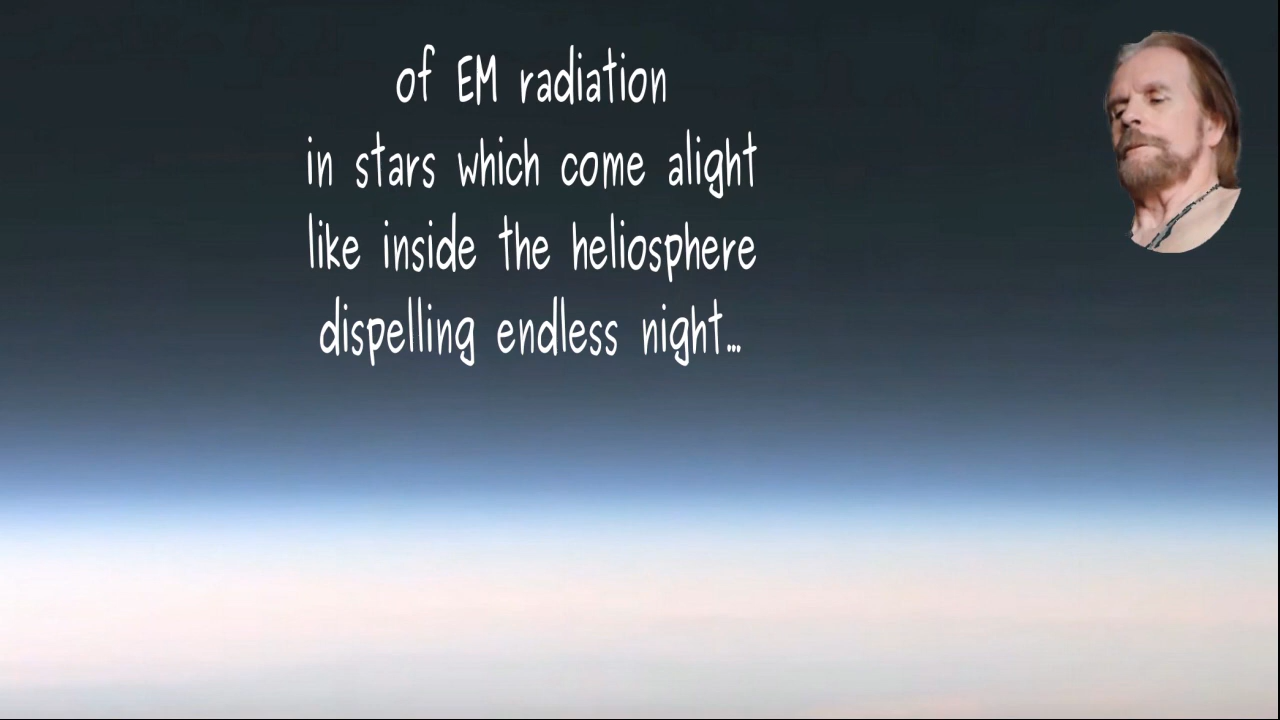 of EM radiation
in stars which come alight
like inside the heliosphere
dispelling endless night...